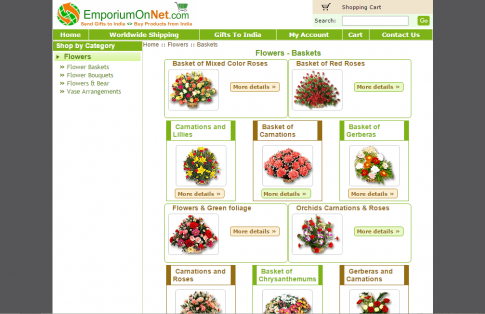 EmporiumOnNet.com
Send Gifts to India Buy Products from India
Shopping Cart
Search: Go
Home Worldwide Shipping Gifts To India My Account Cart Contact Us
Shop by Category
Home :: Flowers :: Baskets
Flowers
Flower Baskets
Flower Bouquets
Flowers & Bear
Vase Arrangements
Flowers - Baskets
Basket of Mixed Color Roses Basket of Red Roses
More details » More details »
Carnations and Lillies
Basket of Carnations
Basket of Gerberas
More details » More details » More details »
Flowers & Green foliage Orchids Carnations & Roses
More details » More details »
Carnations and Roses
Basket of Chrysanthemums
Gerberas and Carnations